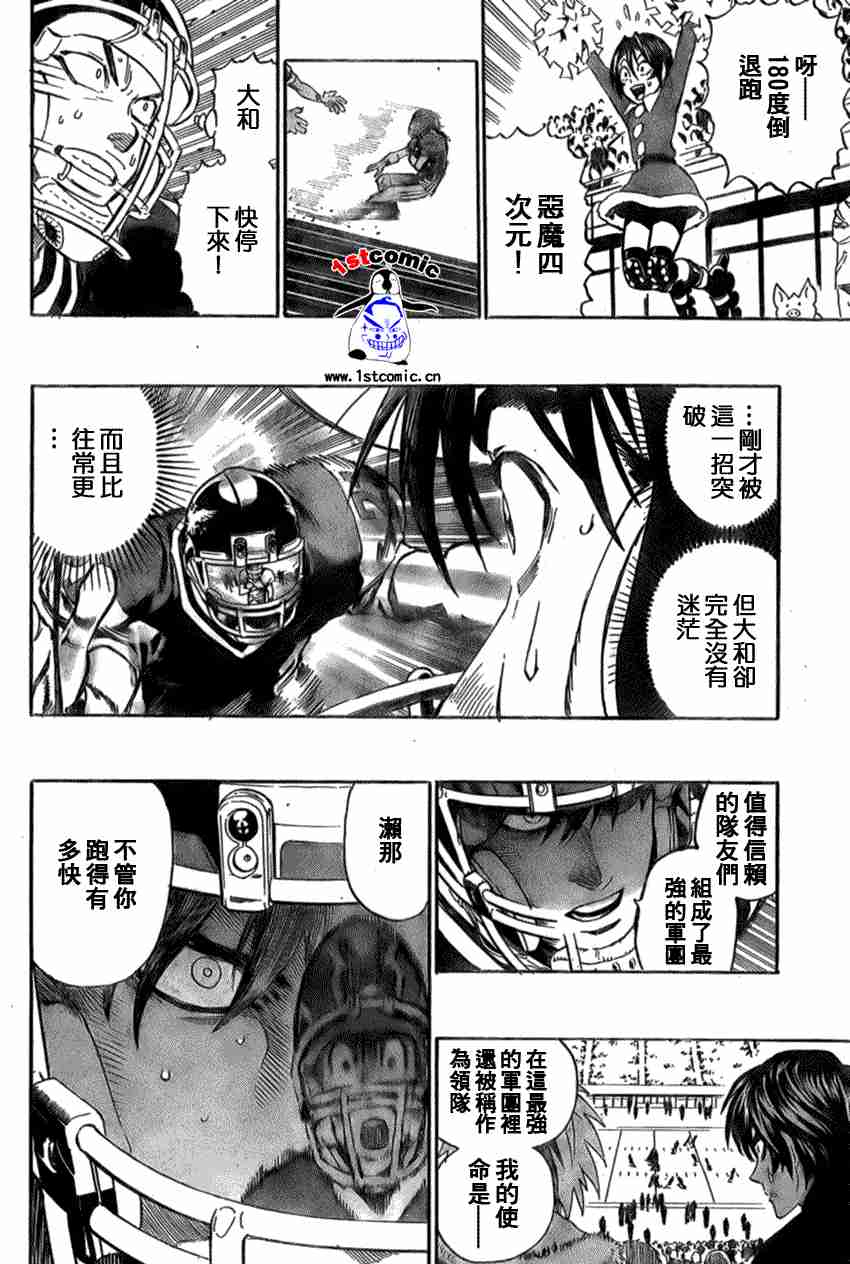 呀——
180度倒
退跑
惡魔四
次元！
大和
快停
下來！
1stcomic
www.1stcomic.cn
…剛才被
這一招突
破
但大和卻
完全沒有
迷茫
而且比
往常更
…
值得信賴
的隊友們
組成了最
強的軍團
在這最強
的軍團裡
還被稱作
為領隊
我的使
命是——
瀨那
不管你
跑得有
多快